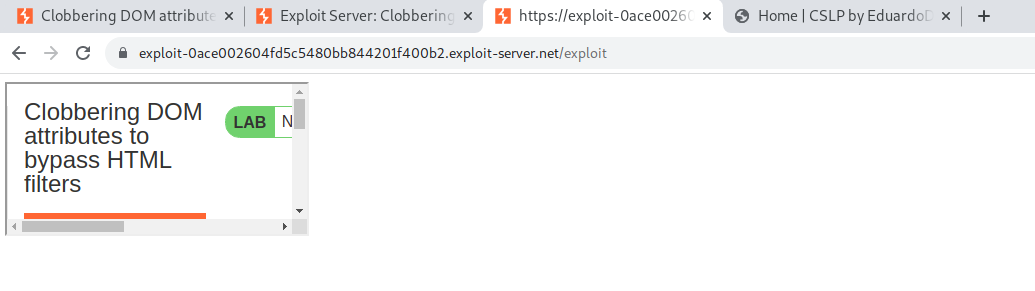 Clobbering DOM attribute
Exploit Server: Clobbering
https://exploit-0ace00260
Home | CSLP by EduardoD
exploit-0ace002604fd5c5480bb844201f400b2.exploit-server.net/exploit
Clobbering DOM
attributes to
bypass HTML
filters
LAB
N